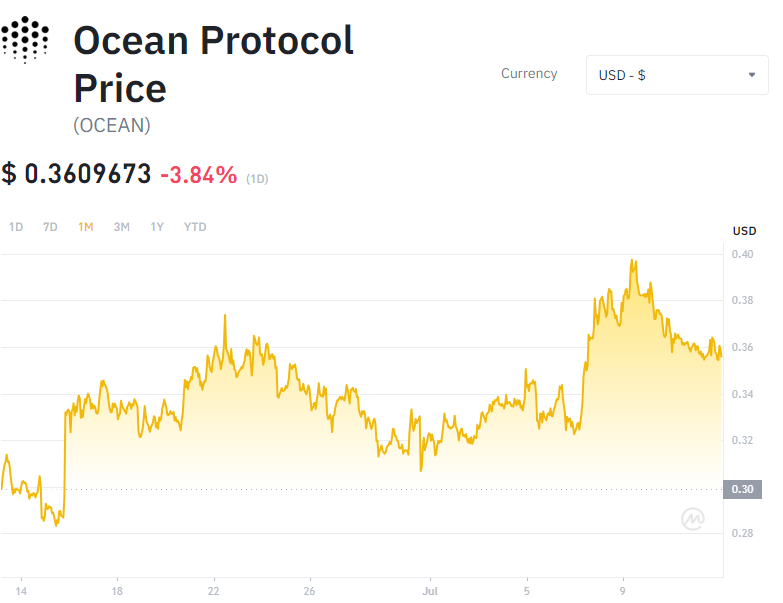 Ocean Protocol
Price
(OCEAN)
Currency
USD - $
$ 0.3609673 -3.84% (1D)
1D 7D 1M 3M 1Y YTD
USD
0.40
0.38
0.36
0.34
0.32
0.30
0.28
14 18 22 26 Jul 5 9